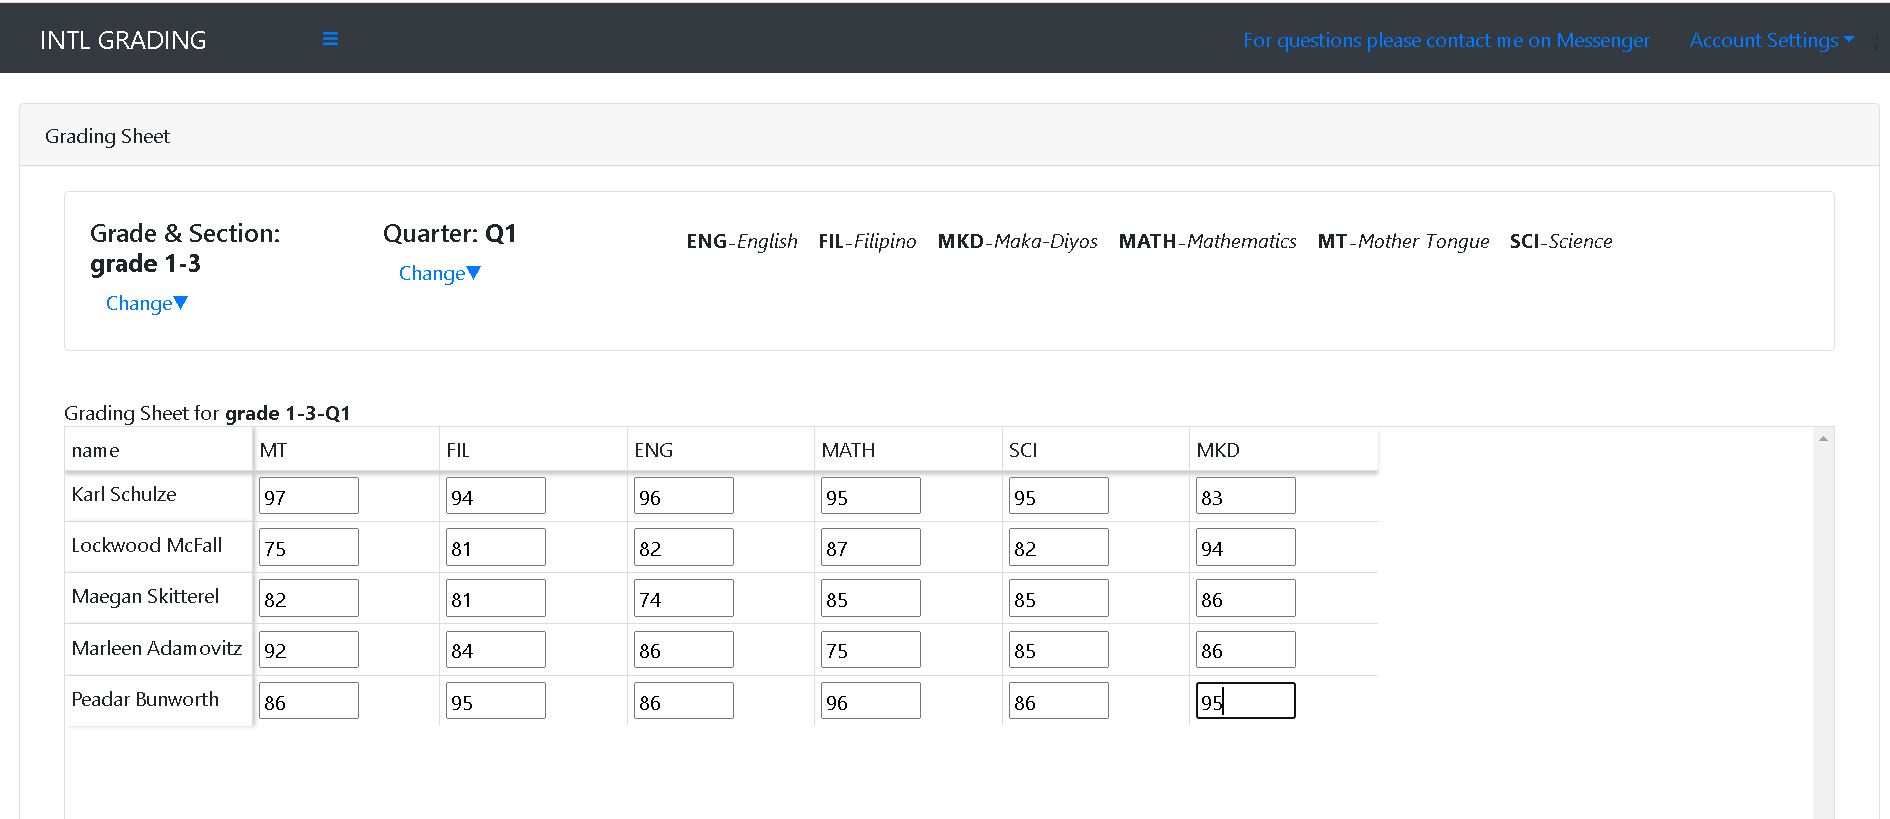 INTL GRADING ☰ For questions please contact me on Messenger Account Settings ;
Grading Sheet
Grade & Section:
grade 1-3
Change▼
Quarter: Q1
Change▼
ENG-English FIL-Filipino MKD-Maka-Diyos MATH-Mathematics MT-Mother Tongue SCI-Science
Grading Sheet for grade 1-3-Q1
name MT FIL ENG MATH SCI MKD
Karl Schulze 97 94 96 95 95 83
Lockwood McFall 75 81 82 87 82 94
Maegan Skitterel 82 81 74 85 85 86
Marleen Adamovitz 92 84 86 75 85 86
Peadar Bunworth 86 95 86 96 86 95